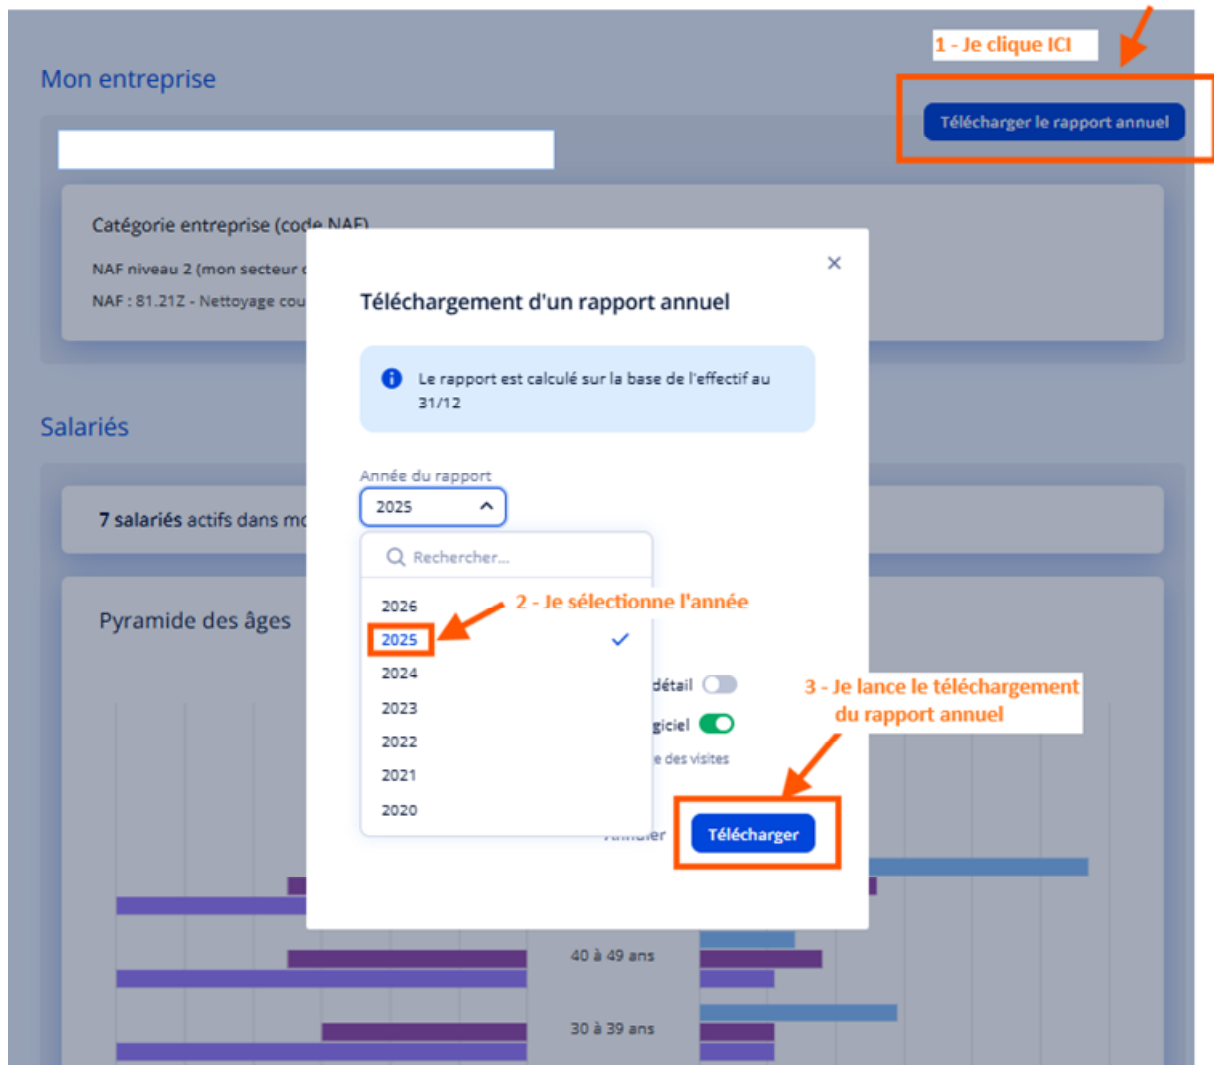 1 - Je clique ICI
Mon entreprise
Télécharger le rapport annuel
Catégorie entreprise (code NAF)
NAF niveau 2 (mon secteur
NAF : 81.21Z - Nettoyage cou
Téléchargement d'un rapport annuel
Le rapport est calculé sur la base de l'effectif au
31/12
Salariés
Année du rapport
2025
7 salariés actifs dans mo
Rechercher...
2026
2 - Je sélectionne l'année
Pyramide des âges
2025
2024
détail
3 - Je lance le téléchargement
du rapport annuel
2023
giciel
2022
e des visites
2021
2020
Annuler
Télécharger
40 à 49 ans
30 à 39 ans